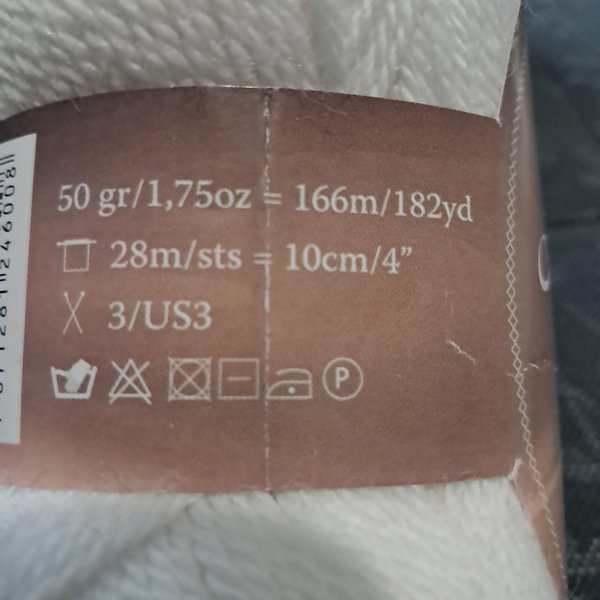 50 gr/1,75oz = 166m/182yd
28m/sts = 10cm/4”
3/US3
P